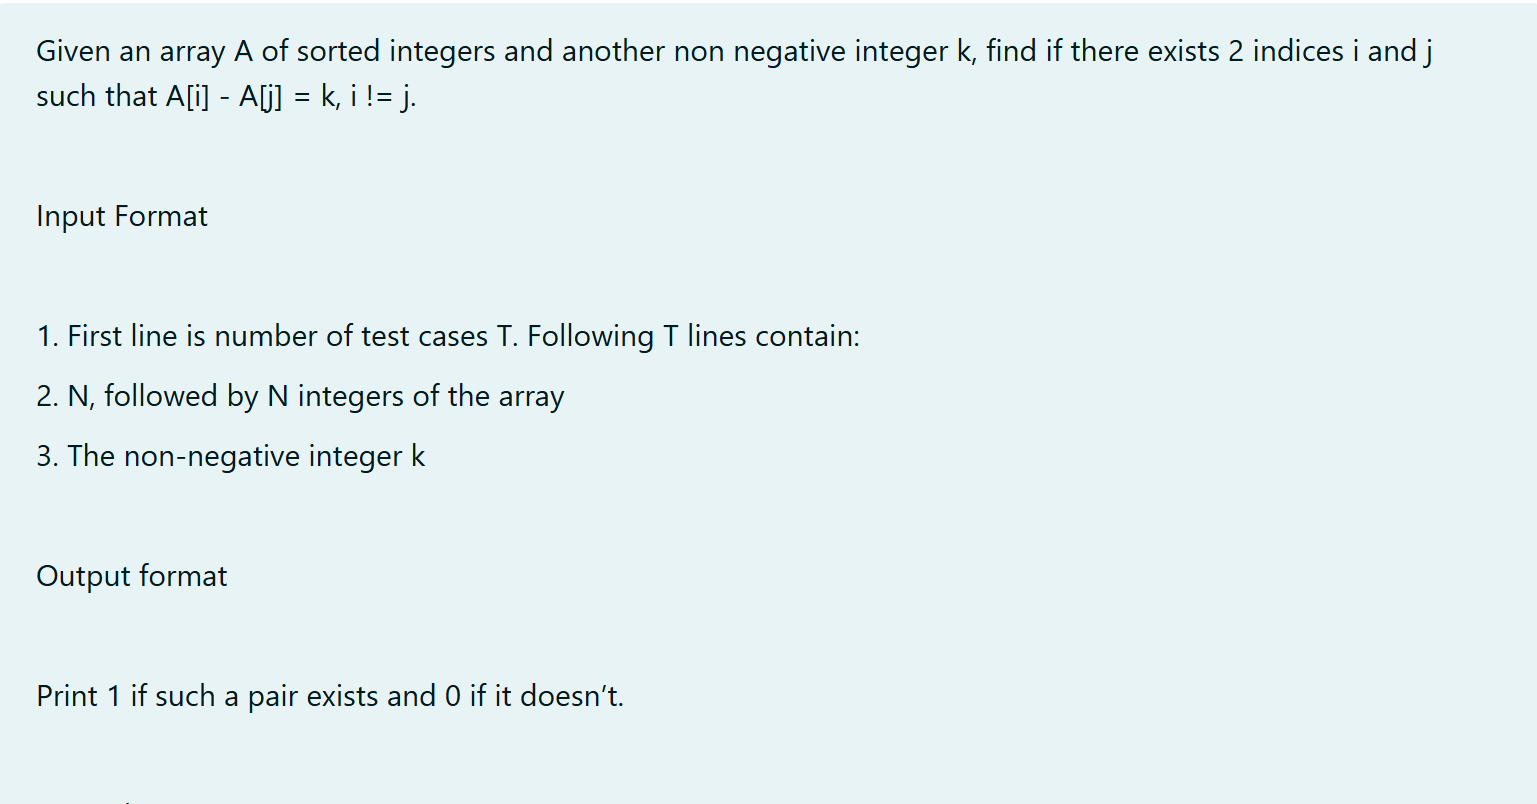 Given an array A of sorted integers and another non negative integer k, find if there exists 2 indices i and j
such that A[i] - A[j] = k, i != j.
Input Format
1. First line is number of test cases T. Following T lines contain:
2. N, followed by N integers of the array
3. The non-negative integer k
Output format
Print 1 if such a pair exists and 0 if it doesn’t.